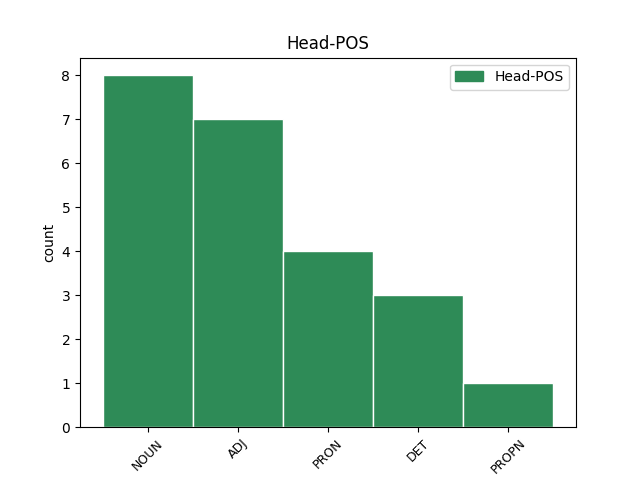 Head-POS
Head-POS
8
7
6
5
4
3
2
1
0
count
NOUN
ADJ
PRON
DET
PROPN